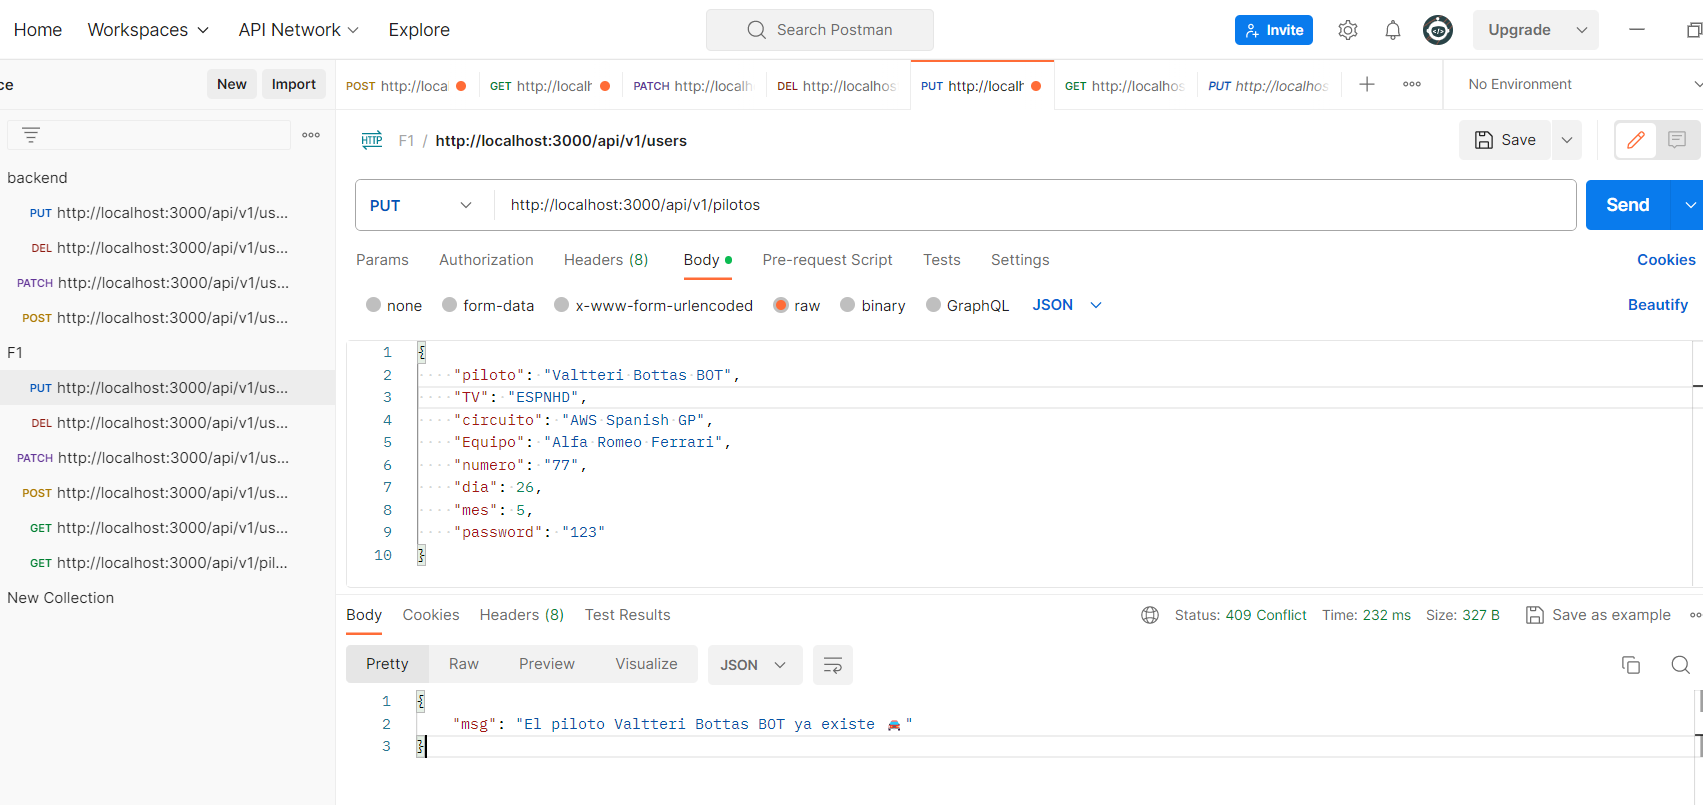 Home Workspaces API Network Explore Search Postman Invite Upgrade
ce New Import POST http://loca GET http://localh PATCH http://localh DEL http://localhos PUT http://localh GET http://localhos PUT http://localhos No Environment
HTTP F1 / http://localhost:3000/api/v1/users Save
backend
PUT http://localhost:3000/api/v1/us...
DEL http://localhost:3000/api/v1/us...
PATCH http://localhost:3000/api/v1/us...
POST http://localhost:3000/api/v1/us...
F1
PUT http://localhost:3000/api/v1/us...
DEL http://localhost:3000/api/v1/us...
PATCH http://localhost:3000/api/v1/us...
POST http://localhost:3000/api/v1/us...
GET http://localhost:3000/api/v1/us...
GET http://localhost:3000/api/v1/pil...
New Collection
PUT http://localhost:3000/api/v1/pilotos Send
Params Authorization Headers (8) Body Pre-request Script Tests Settings Cookies
none form-data x-www-form-urlencoded raw binary GraphQL JSON Beautify
1 {
2 "piloto": "Valtteri Bottas BOT",
3 "TV": "ESPNHD",
4 "circuito": "AWS Spanish GP",
5 "Equipo": "Alfa Romeo Ferrari",
6 "numero": "77",
7 "dia": 26,
8 "mes": 5,
9 "password": "123"
10 }
Body Cookies Headers (8) Test Results Status: 409 Conflict Time: 232 ms Size: 327 B Save as example
Pretty Raw Preview Visualize JSON
1 {
2 "msg": "El piloto Valtteri Bottas BOT ya existe 🚘"
3 }